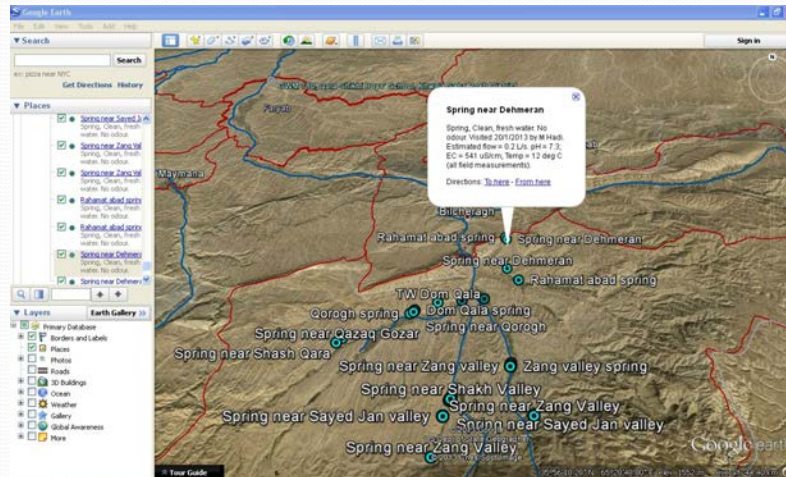 Google Earth
File Edit View Tools Add Help
Search
Search
ex: pizza near NYC
Get Directions History
Places
Spring near Sayed J
Spring, Clean, fresh
water. No odour.
Spring near Zang Val
Spring, Clean, fresh
water. No odour.
Spring near Zang Val
Spring, Clean, fresh
water. No odour.
Rahamat abad sprin
Spring, Clean, fresh
water. No odour.
Rahamat abad sprin
Spring, Clean, fresh
water. No odour.
Spring near Dehmera
Spring, Clean, fresh
water. No odour.
Spring near Dehmera
Layers
Earth Gallery >>
Primary Database
Borders and Labels
Places
Photos
Roads
3D Buildings
Ocean
Weather
Gallery
Global Awareness
More
Sign in
N
Faryab
Maymana
Spring near Dehmeran
Spring, Clean, fresh water. No
odour. Visited 20/1/2013 by M Hadi.
Estimated flow = 0.2 L/s. pH = 7.3;
EC = 541 uS/cm, Temp = 12 deg C
(all field measurements).
Directions: To here - From here
Bilcheragh
Rahamat abad spring
Spring near Dehmeran
Spring near Dehmeran
Rahamat abad spring
TW Dom Qala
Qorogh spring
Dom Qala spring
Spring near Qorogh
Spring near Qazaq Gozar
Spring near Shash Qara
Spring near Zang valley
Zang valley spring
Spring near Shakh Valley
Spring near Zang Valley
Spring near Sayed Jan valley
Spring near Sayed Jan valley
Spring near Zang Valley
Google earth
Tour Guide